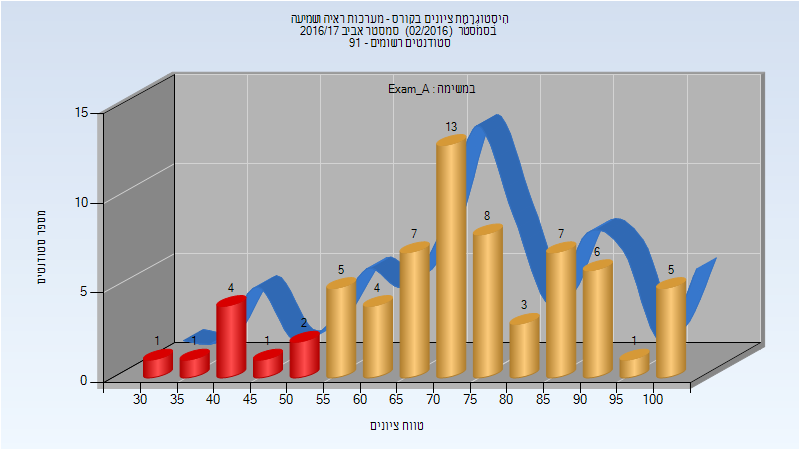 היסטוגרמת ציונים בקורס - מערכות ראיה ושמיעה
בסמסטר (02/2016) סמסטר אביב 2016/17
סטודנטים רשומים - 91
במשימה : Exam_A
מספר סטודנטים
15
10
5
0
1
1
4
1
2
5
4
7
13
8
3
7
6
1
5
30 35 40 45 50 55 60 65 70 75 80 85 90 95 100
טווח ציונים